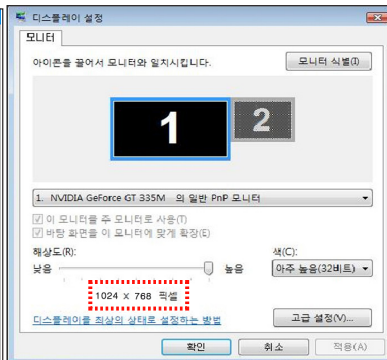 디스플레이 설정
모니터
아이콘을 끌어서 모니터와 일치시킵니다.
모니터 식별(I)
1
2
1. NVIDIA GeForce GT 335M 의 일반 PnP 모니터
이 모니터를 주 모니터로 사용(T)
바탕 화면을 이 모니터에 맞게 확장(E)
해상도(R):
색(C):
낮음
높음
아주 높음(32비트)
1024 x 768 픽셀
디스플레이를 최상의 상태로 설정하는 방법
고급 설정(V)...
확인
취소
적용(A)